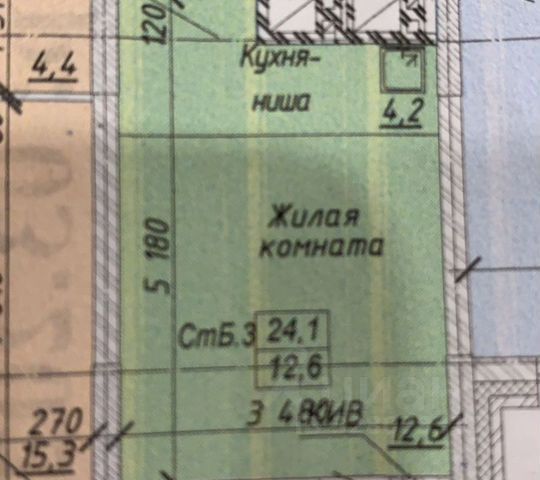 120
4,4
Кухня-
ниша
4,2
Жилая
комната
5 180
СтБ.3 24,1
12,6
270
3 480
12,6
15,3